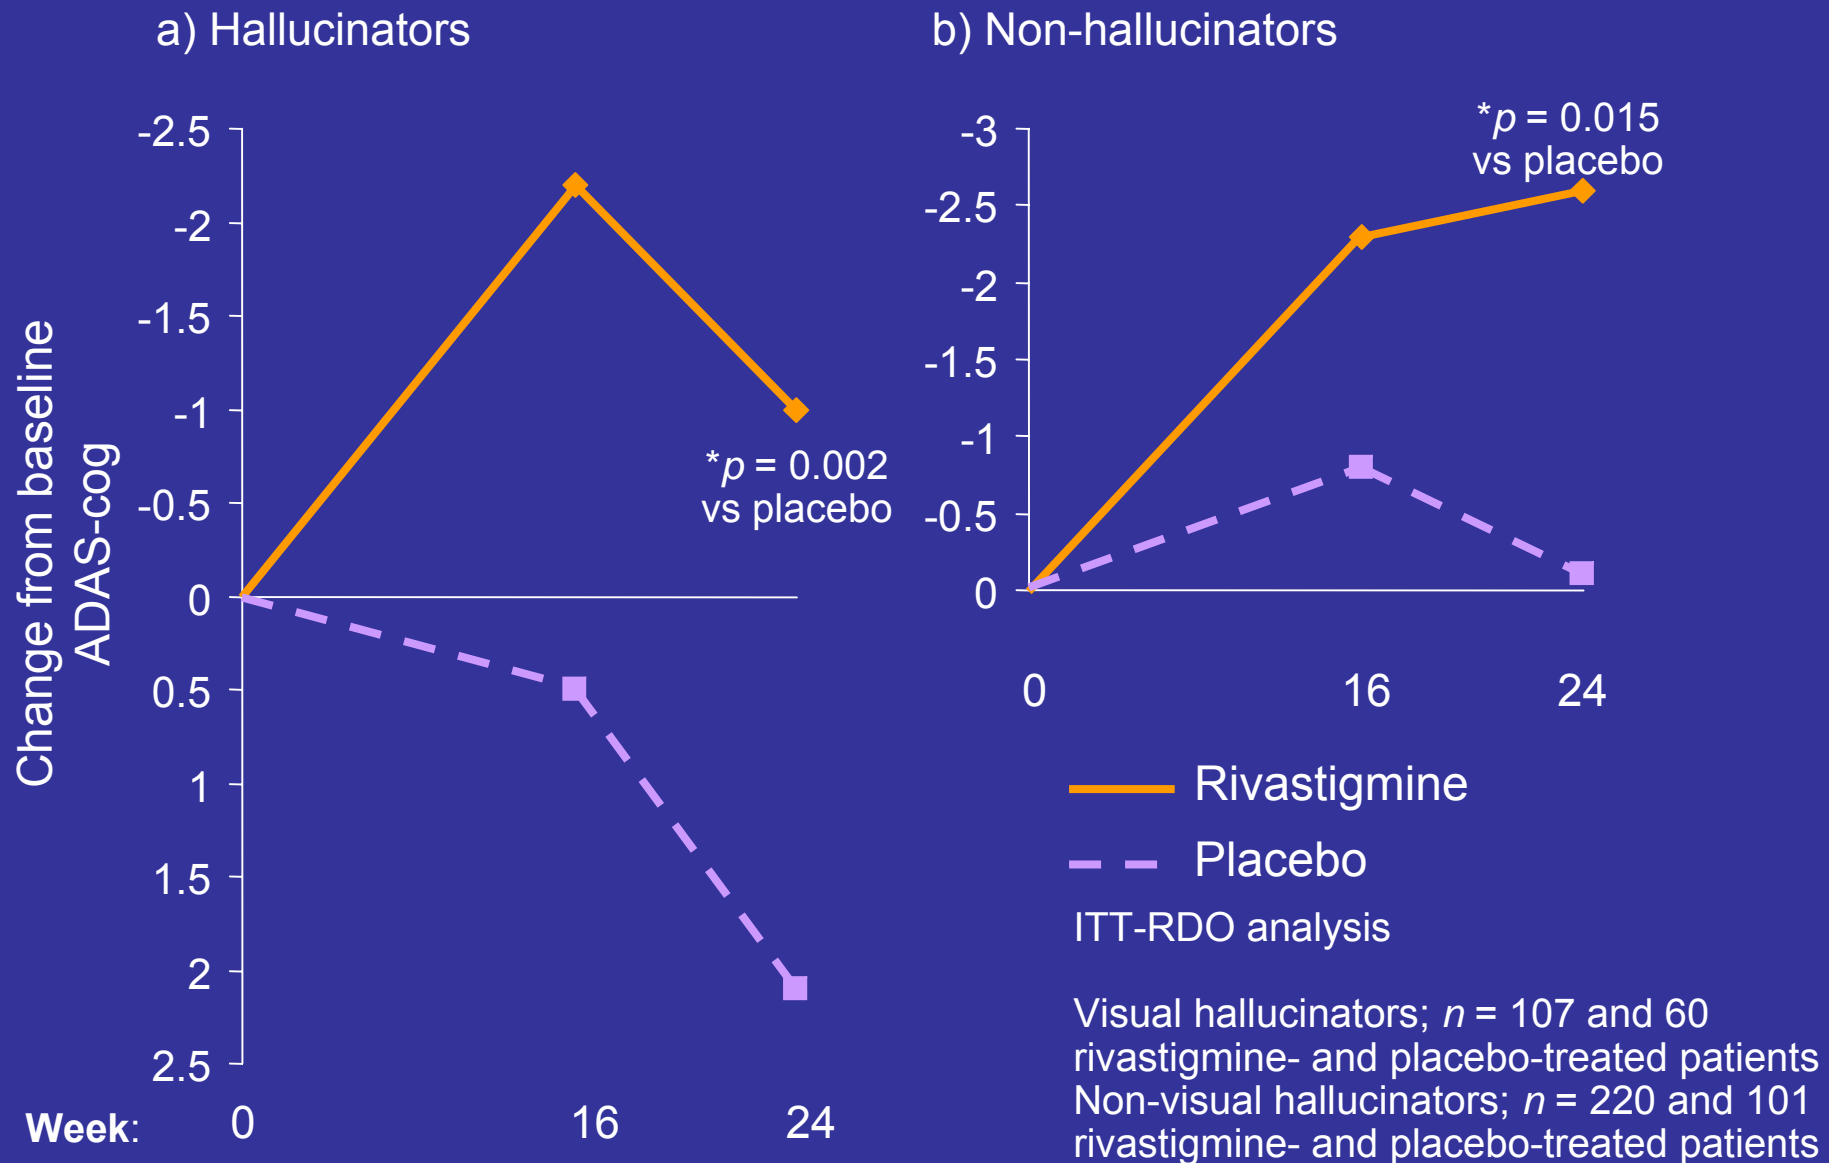 a) Hallucinators
b) Non-hallucinators
Change from baseline
ADAS-cog
-2.5
-2
-1.5
-1
-0.5
0
0.5
1
1.5
2
2.5
*p = 0.002
vs placebo
Week:
0
16
24
-3
-2.5
-2
-1.5
-1
-0.5
0
*p = 0.015
vs placebo
0
16
24
Rivastigmine
Placebo
ITT-RDO analysis
Visual hallucinators; n = 107 and 60
rivastigmine- and placebo-treated patients
Non-visual hallucinators; n = 220 and 101
rivastigmine- and placebo-treated patients